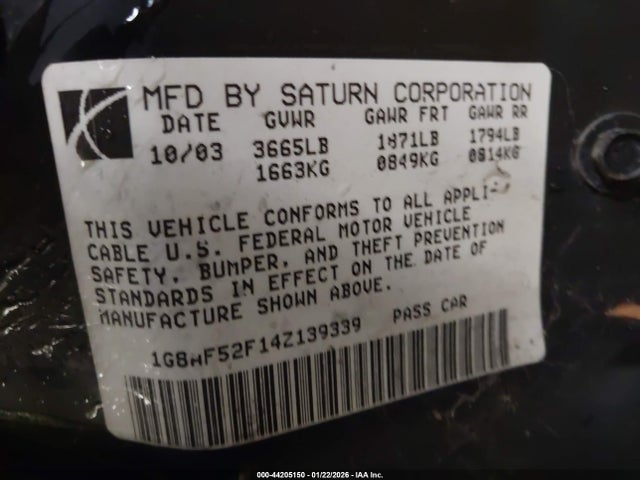 MFD BY SATURN CORPORATION
DATE GVWR GAWR FRT GAWR RR
10/03 3665LB 1871LB 1794LB
1663KG 0849KG 0814KG
THIS VEHICLE CONFORMS TO ALL APPLI-
CABLE U.S. FEDERAL MOTOR VEHICLE
SAFETY, BUMPER, AND THEFT PREVENTION
STANDARDS IN EFFECT ON THE DATE OF
MANUFACTURE SHOWN ABOVE.
1G8AF52F14Z139339 PASS CAR
000-44205150 - 01/22/2026 - IAA Inc.